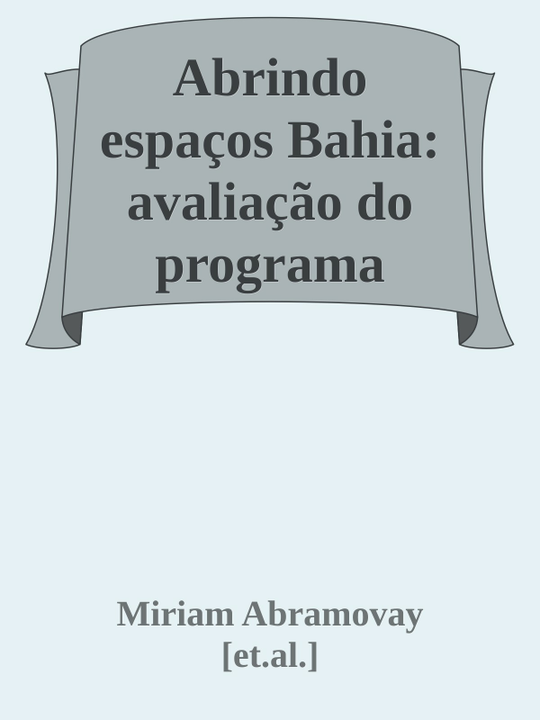 Abrindo
espaços Bahia:
avaliação do
programa
Miriam Abramovay
[et.al.]